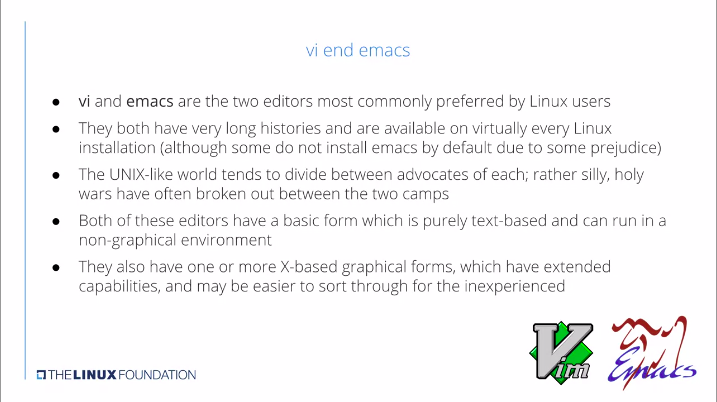 vi end emacs
● vi and emacs are the two editors most commonly preferred by Linux users
● They both have very long histories and are available on virtually every Linux
installation (although some do not install emacs by default due to some prejudice)
● The UNIX-like world tends to divide between advocates of each; rather silly, holy
wars have often broken out between the two camps
● Both of these editors have a basic form which is purely text-based and can run in a
non-graphical environment
● They also have one or more X-based graphical forms, which have extended
capabilities, and may be easier to sort through for the inexperienced
THE LINUX FOUNDATION
Vim
Emacs